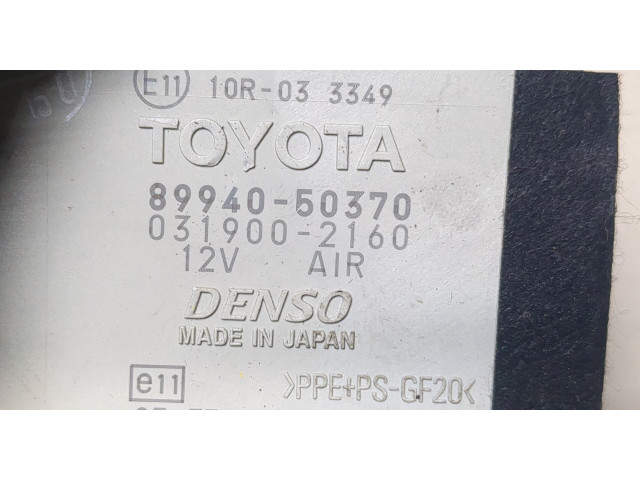 E11 10R-03 3349
TOYOTA
89940-50370
031900-2160
12V AIR
DENSO
MADE IN JAPAN
e11 >PPE+PS-GF20<